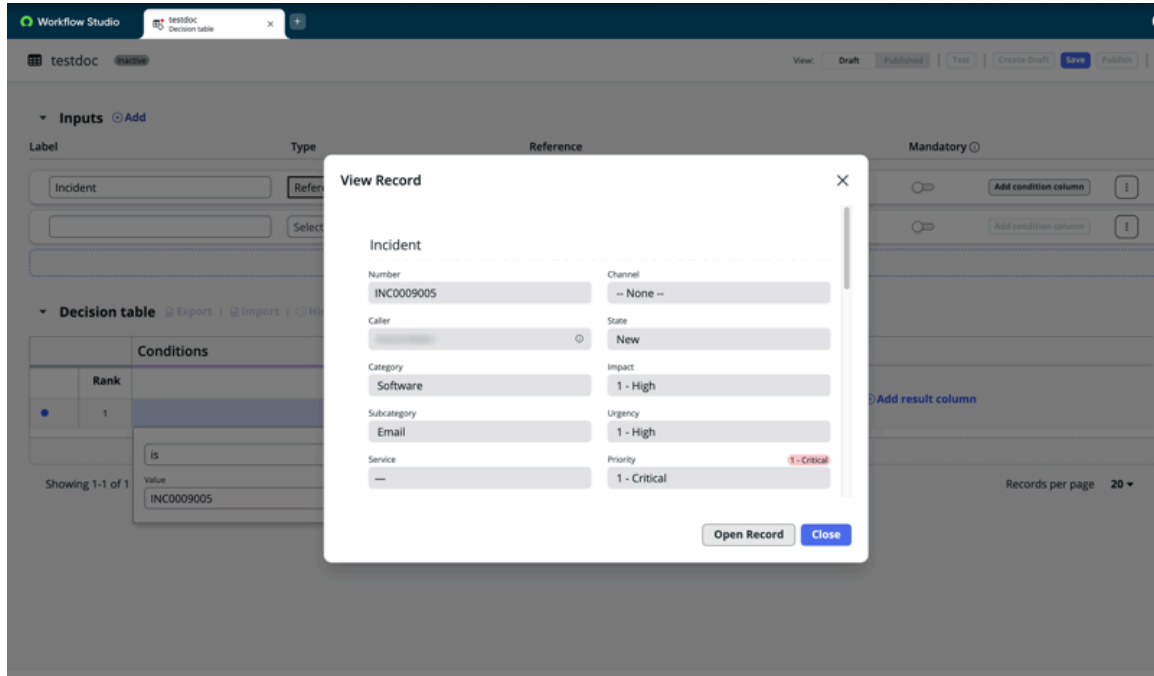 Workflow Studio
testdoc
Decision table
testdoc
Inactive
View:
Draft
Published
Test
Create Draft
Save
Publish
Inputs
Add
Label
Type
Reference
Mandatory
Incident
Refer
Add condition column
Select
Add condition column
Decision table
Export
Import
Hi
Conditions
Rank
1
Add result column
is
Value
INC0009005
Showing 1-1 of 1
Records per page
20
View Record
Incident
Number
Channel
INC0009005
-- None --
Caller
State
New
Category
Impact
Software
1 - High
Subcategory
Urgency
Email
1 - High
Service
Priority
1 - Critical
—
1 - Critical
Open Record
Close